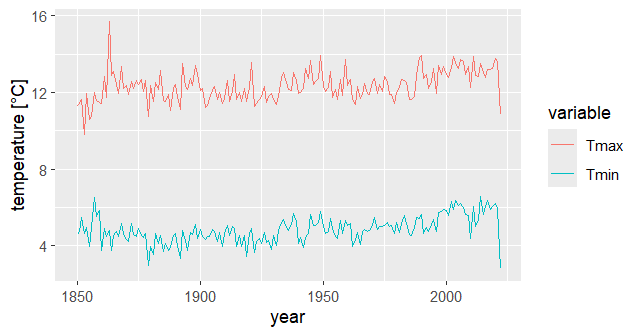 16
12
8
4
temperature [°C]
1850
1900
1950
2000
year
variable
Tmax
Tmin